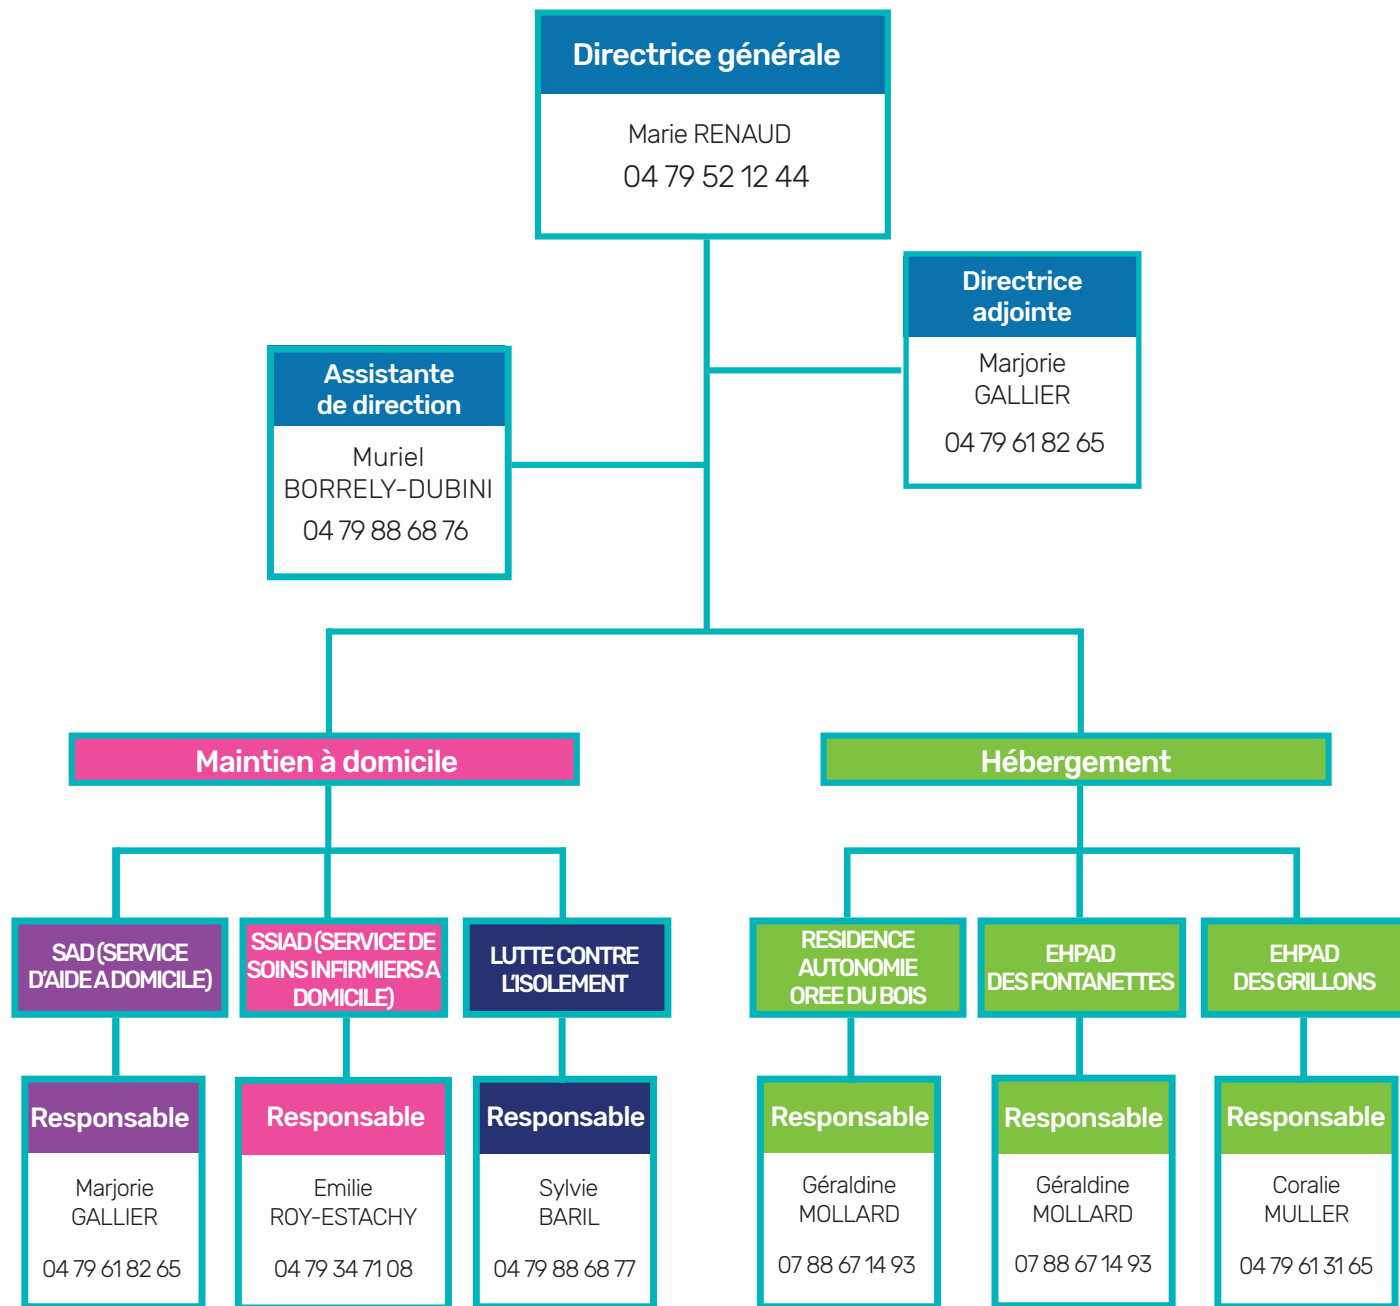 Directrice générale
Marie RENAUD
04 79 52 12 44
Directrice
adjointe
Marjorie
GALLIER
04 79 61 82 65
Assistante
de direction
Muriel
BORRELY-DUBINI
04 79 88 68 76
Maintien à domicile
Hébergement
SAD (SERVICE
D'AIDE A DOMICILE)
SSIAD (SERVICE DE
SOINS INFIRMIERS A
DOMICILE)
LUTTE CONTRE
L'ISOLEMENT
RESIDENCE
AUTONOMIE
OREE DU BOIS
EHPAD
DES FONTANETTES
EHPAD
DES GRILLONS
Responsable
Marjorie
GALLIER
04 79 61 82 65
Responsable
Emilie
ROY-ESTACHY
04 79 34 71 08
Responsable
Sylvie
BARIL
04 79 88 68 77
Responsable
Géraldine
MOLLARD
07 88 67 14 93
Responsable
Géraldine
MOLLARD
07 88 67 14 93
Responsable
Coralie
MULLER
04 79 61 31 65